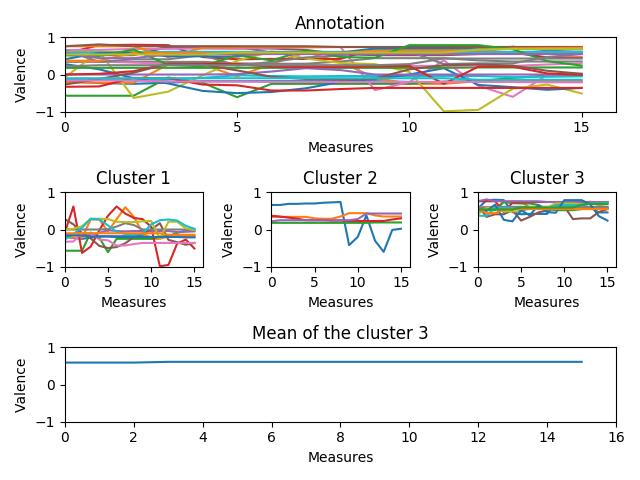 Annotation
1
0
−1
Valence
0 5 10 15
Measures
Cluster 1 Cluster 2 Cluster 3
1 1 1
0 0 0
−1 −1 −1
Valence Valence Valence
0 5 10 15 0 5 10 15 0 5 10 15
Measures Measures Measures
Mean of the cluster 3
1
0
−1
Valence
0 2 4 6 8 10 12 14 16
Measures